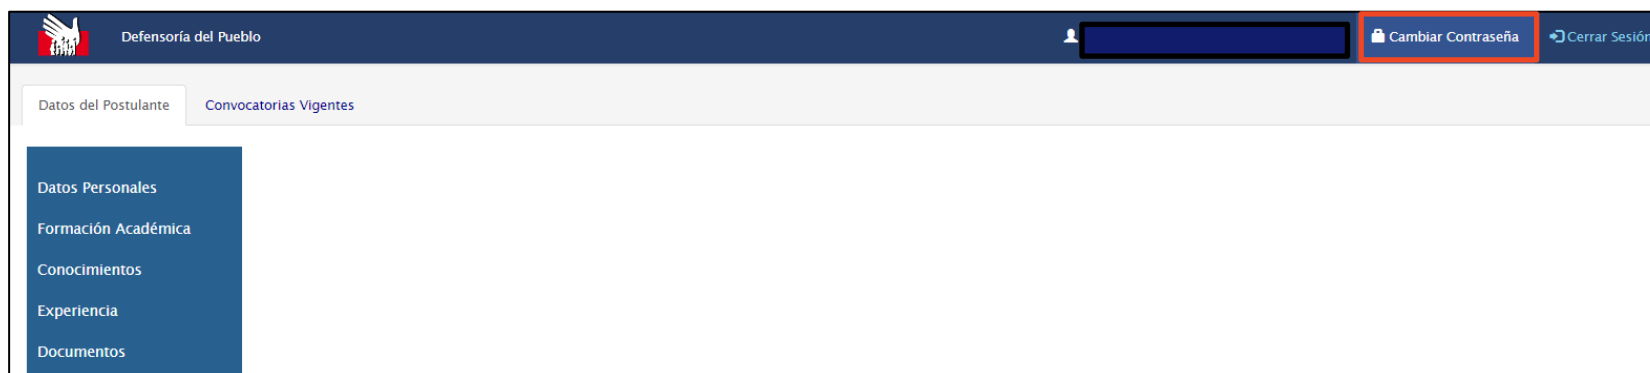 Defensoría del Pueblo Cambiar Contraseña Cerrar Sesión
Datos del Postulante Convocatorias Vigentes
Datos Personales
Formación Académica
Conocimientos
Experiencia
Documentos